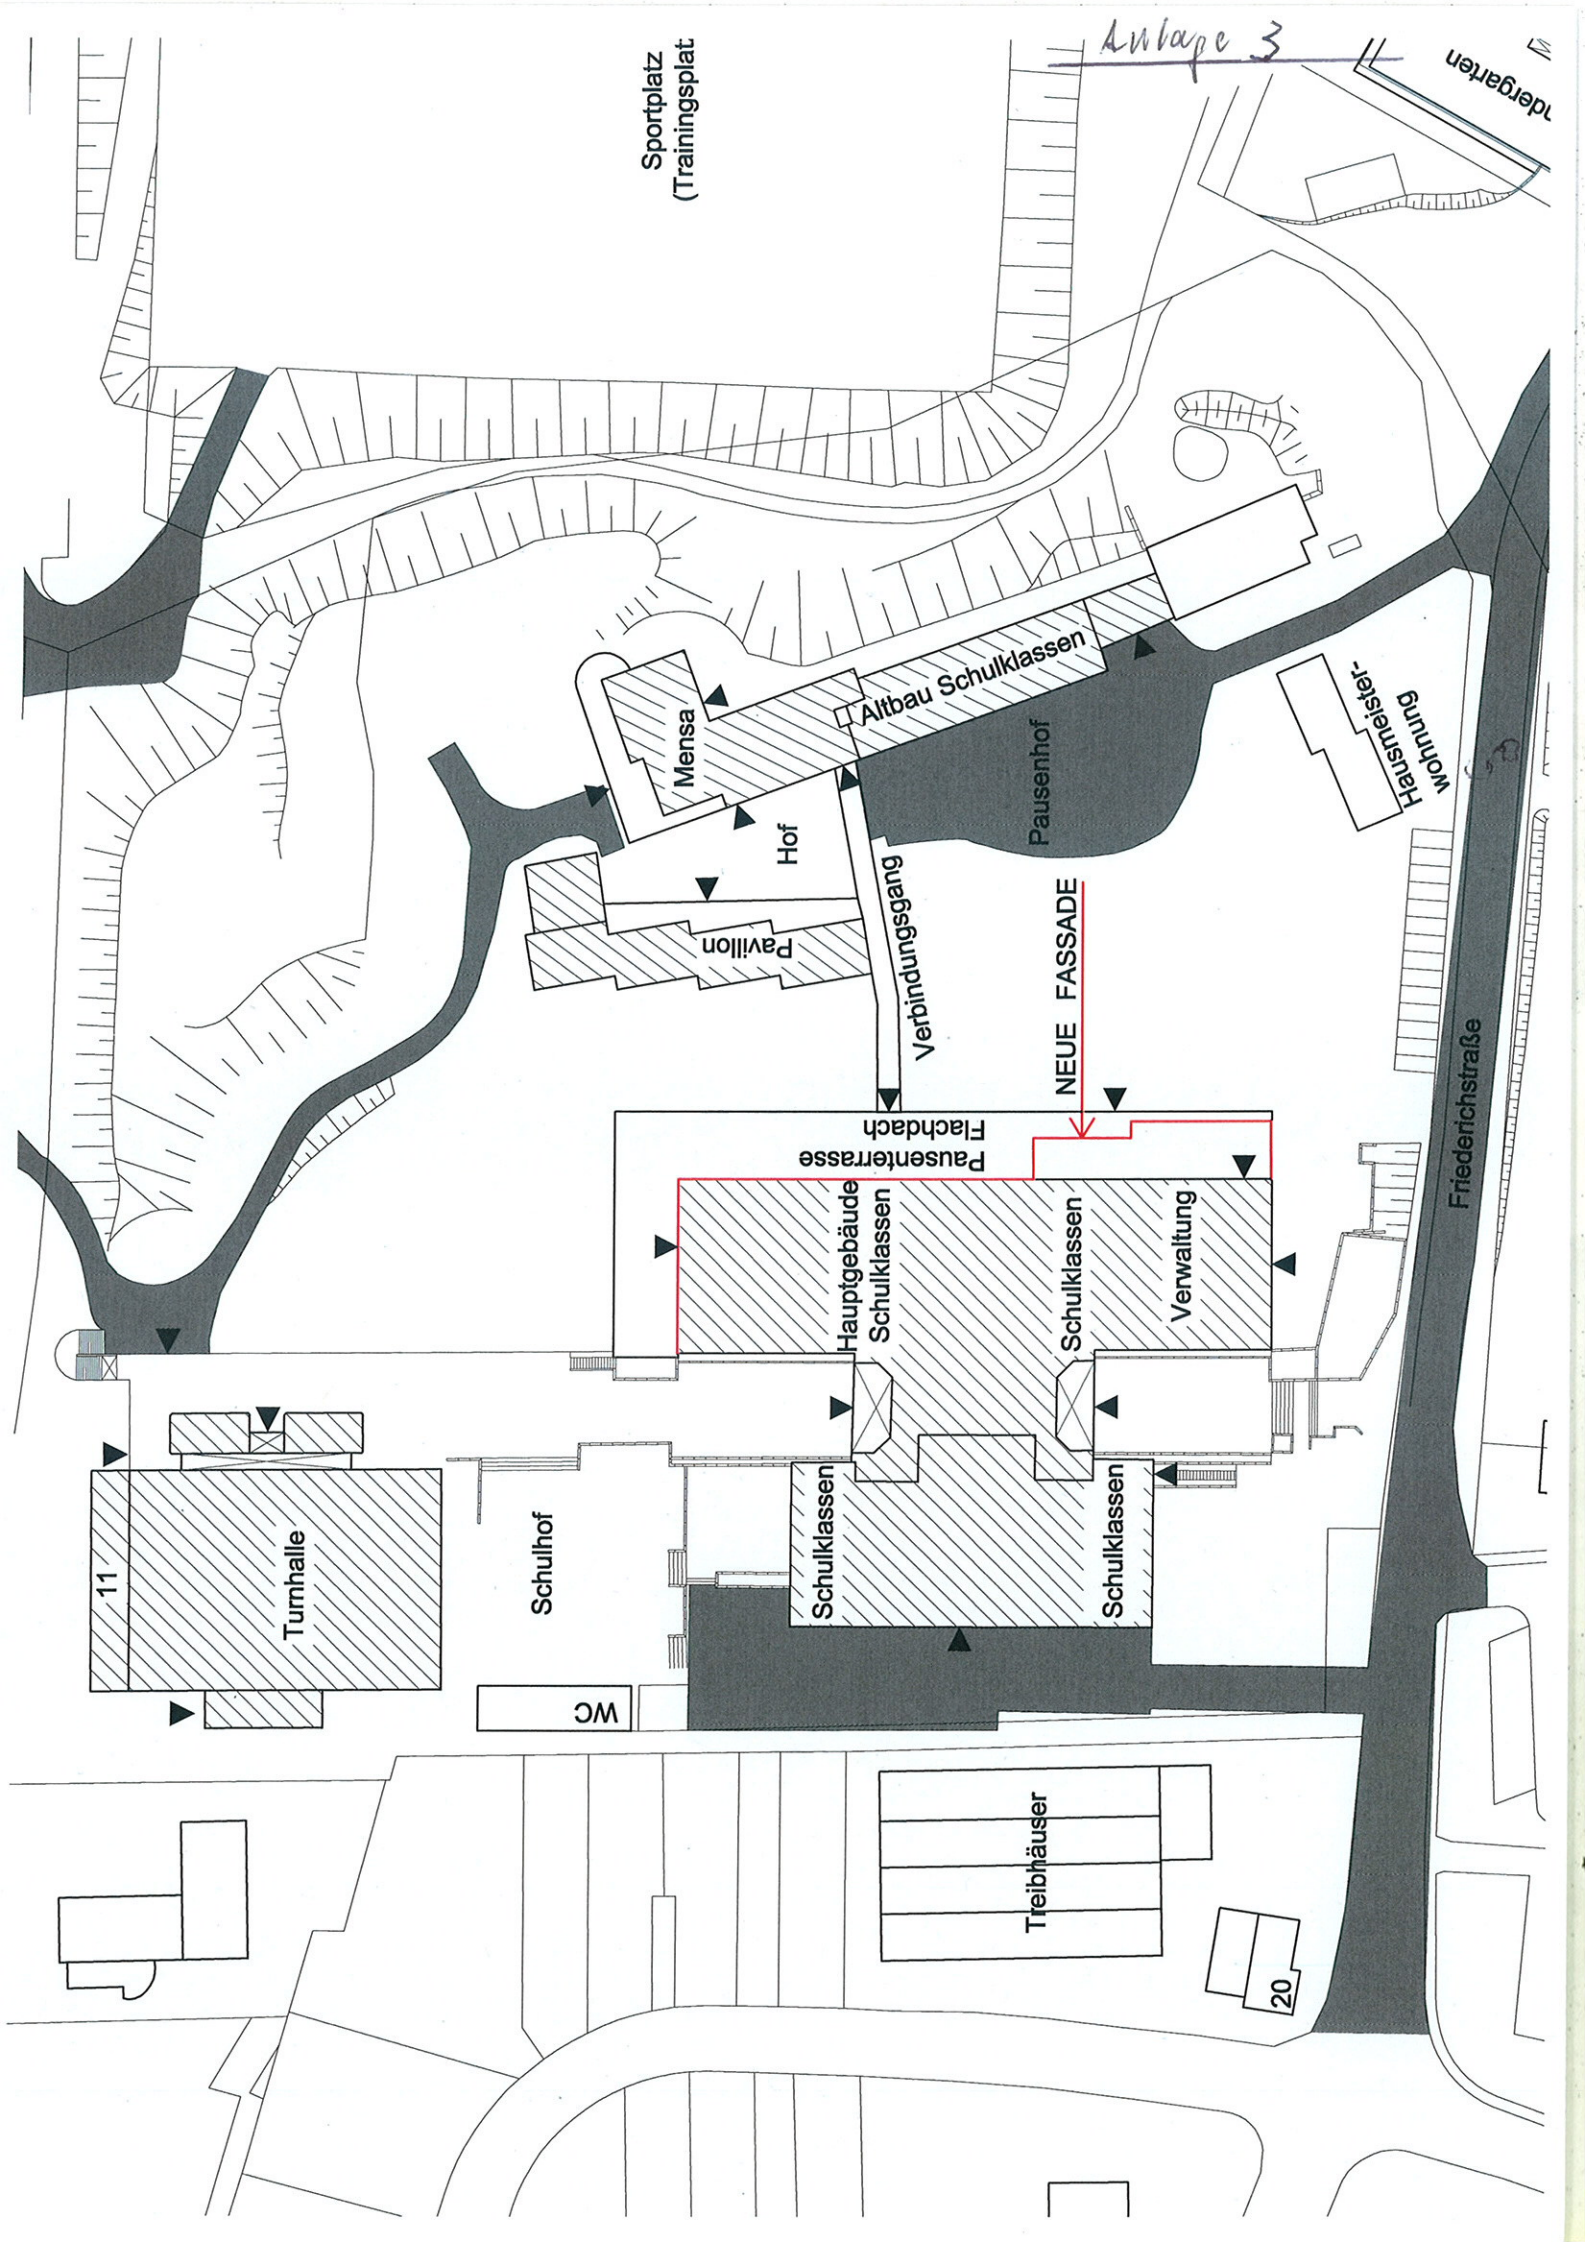 Anlage 3
Sportplatz
(Trainingsplat
ndergarten
Mensa
Altbau Schulklassen
Pausenhof
Hausmeister-
wohnung
Hof
Pavillon
Verbindungsgang
NEUE FASSADE
Flachdach
Pausenterrasse
Hauptgebäude
Schulklassen
Schulklassen
Verwaltung
Friederichstraße
11
Turnhalle
Schulhof
Schulklassen
Schulklassen
WC
Treibhäuser
20